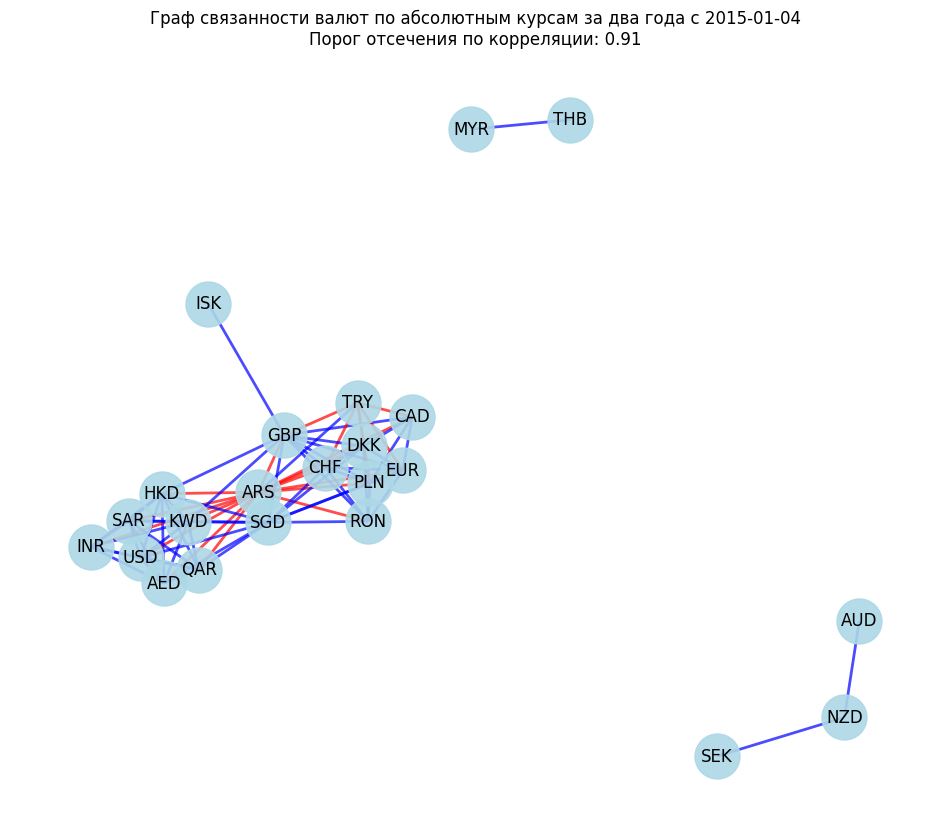 Граф связанности валют по абсолютным курсам за два года с 2015-01-04
Порог отсечения по корреляции: 0.91
THB
MYR
ISK
TRY
CAD
GBP
DKK
CHF
EUR
PLN
ARS
HKD
SAR
KWD
SGD
RON
INR
USD
QAR
AED
AUD
NZD
SEK